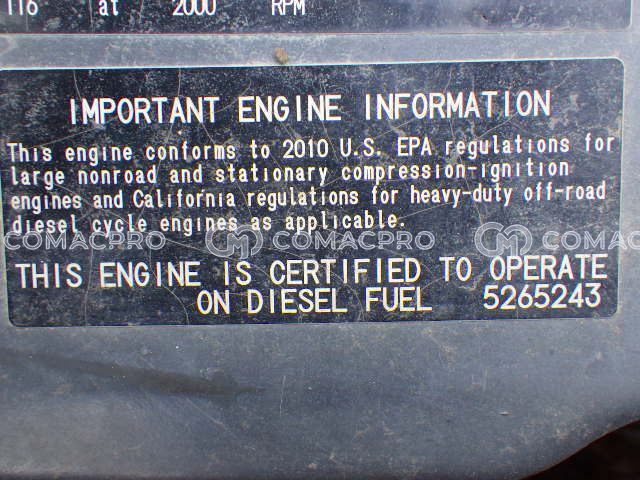 116 at 2000 RPM
IMPORTANT ENGINE INFORMATION
This engine conforms to 2010 U.S. EPA regulations for
large nonroad and stationary compression-ignition
engines and California regulations for heavy-duty off-road
diesel cycle engines as applicable.
COMACPRO CM COMACPRO CM COMACPRO
THIS ENGINE IS CERTIFIED TO OPERATE
ON DIESEL FUEL 5265243